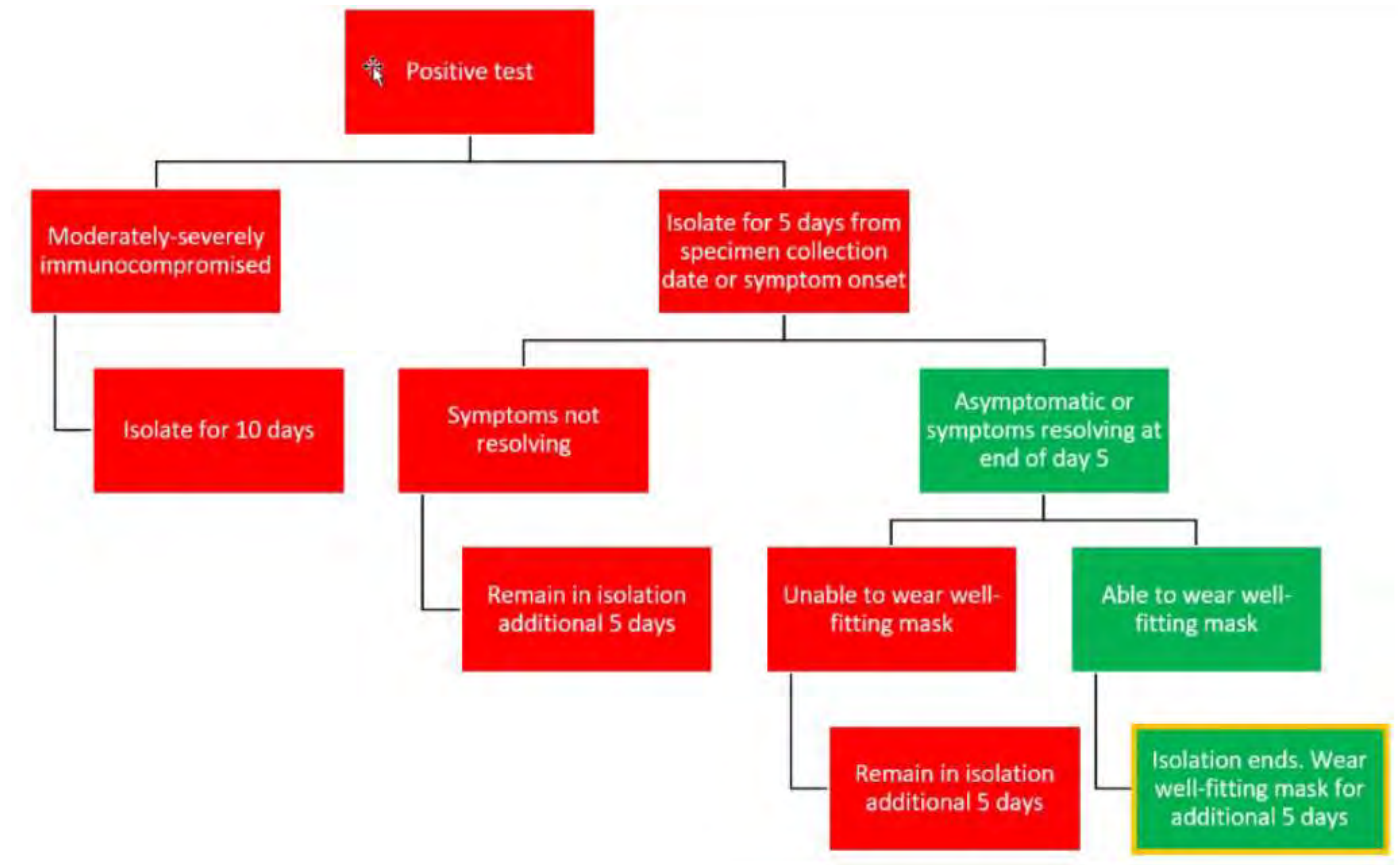 Positive test
Moderately-severely
immunocompromised
Isolate for 5 days from
specimen collection
date or symptom onset
Isolate for 10 days
Symptoms not
resolving
Asymptomatic or
symptoms resolving at
end of day 5
Remain in isolation
additional 5 days
Unable to wear well-
fitting mask
Able to wear well-
fitting mask
Remain in isolation
additional 5 days
Isolation ends. Wear
well-fitting mask for
additional 5 days